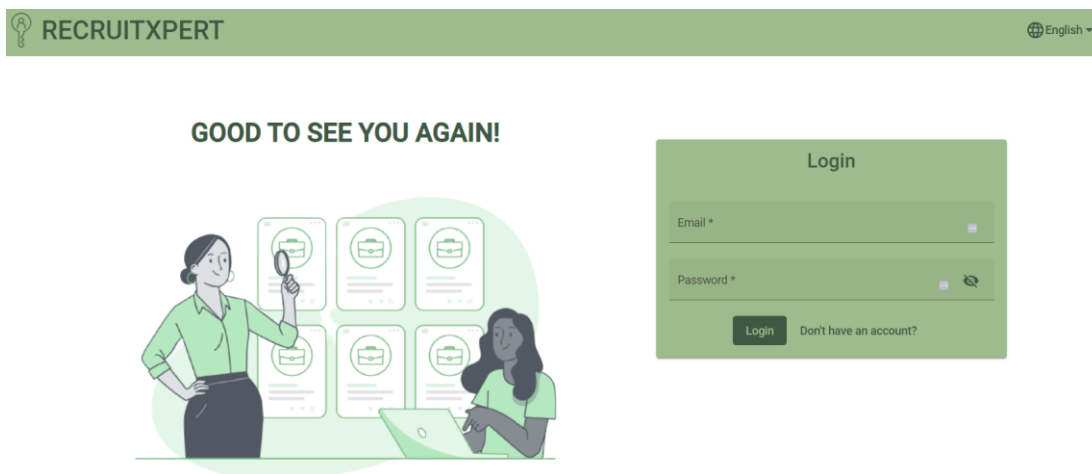 RECRUITXPERT
English
GOOD TO SEE YOU AGAIN!
Login
Email *
Password *
Login
Don't have an account?